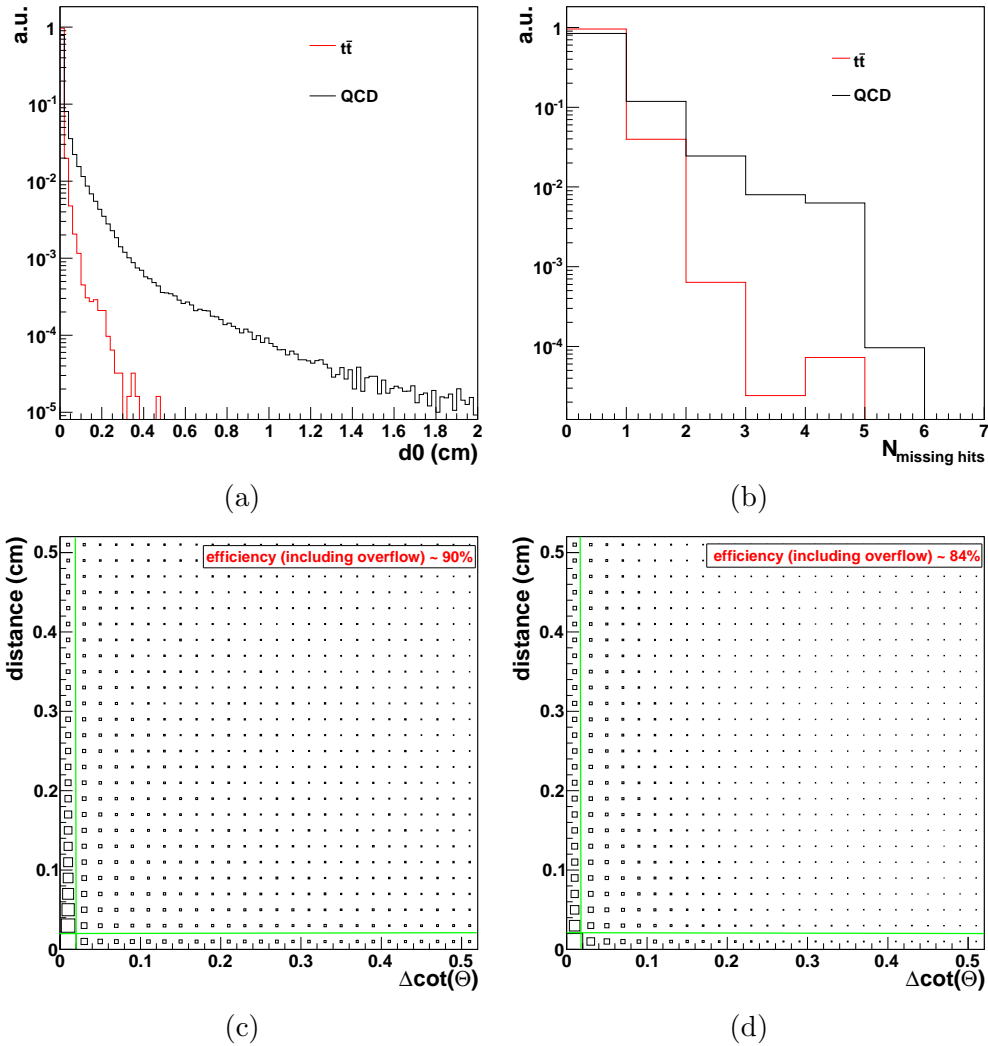 a.u.
1
10-1
10-2
10-3
10-4
10-5
tt̄
QCD
0 0.2 0.4 0.6 0.8 1 1.2 1.4 1.6 1.8 2
d0 (cm)
(a)
a.u.
1
10-1
10-2
10-3
10-4
tt̄
QCD
0 1 2 3 4 5 6 7
Nmissing hits
(b)
distance (cm)
efficiency (including overflow) ~ 90%
0.5
0.4
0.3
0.2
0.1
0
0 0.1 0.2 0.3 0.4 0.5
Δcot(Θ)
(c)
distance (cm)
efficiency (including overflow) ~ 84%
0.5
0.4
0.3
0.2
0.1
0
0 0.1 0.2 0.3 0.4 0.5
Δcot(Θ)
(d)